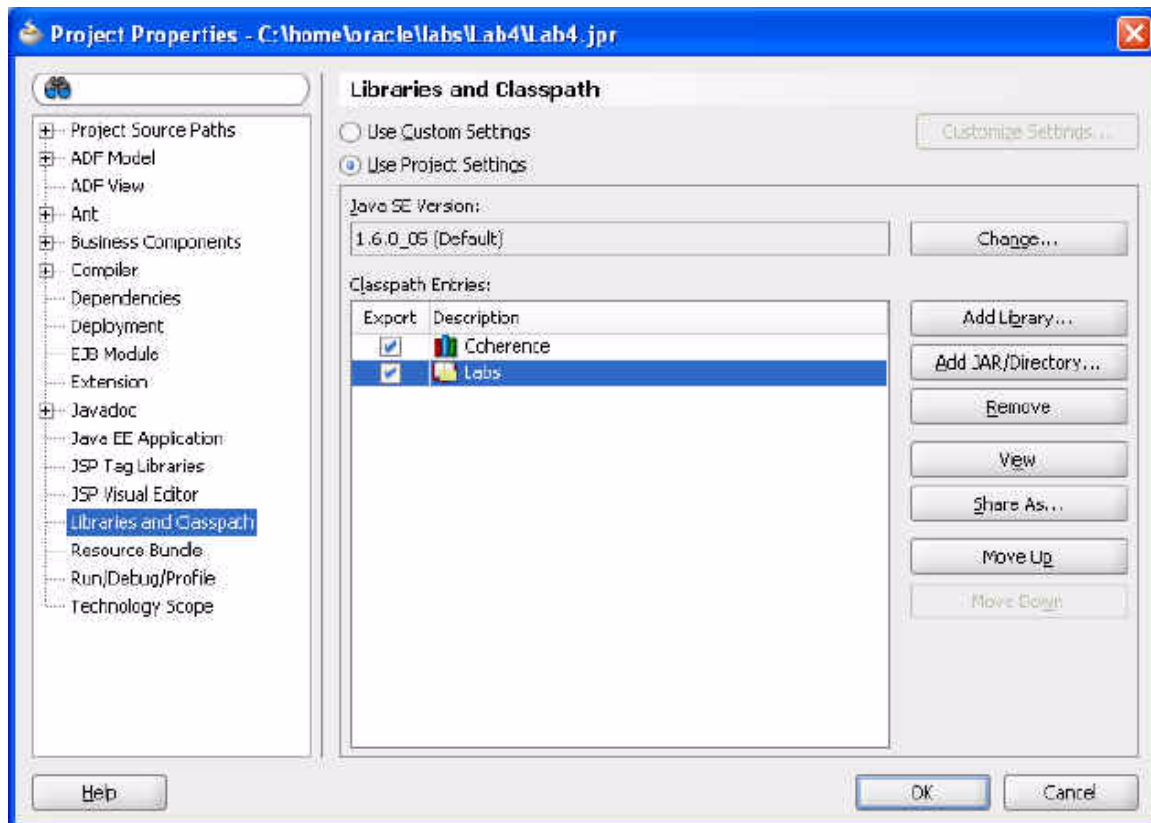 Project Properties - C:\home\oracle\labs\Lab4\Lab4.jpr
Libraries and Classpath
Use Custom Settings
Customize Settings...
Use Project Settings
Project Source Paths
ADF Model
ADF View
Ant
Business Components
Compiler
Dependencies
Deployment
EJB Module
Extension
Javadoc
Java EE Application
JSP Tag Libraries
JSP Visual Editor
Libraries and Classpath
Resource Bundle
Run/Debug/Profile
Technology Scope
Java SE Version:
1.6.0_05 (Default)
Change...
Classpath Entries:
Export Description
Coherence
Labs
Add Library...
Add JAR/Directory...
Remove
View
Share As...
Move Up
Move Down
Help
OK
Cancel